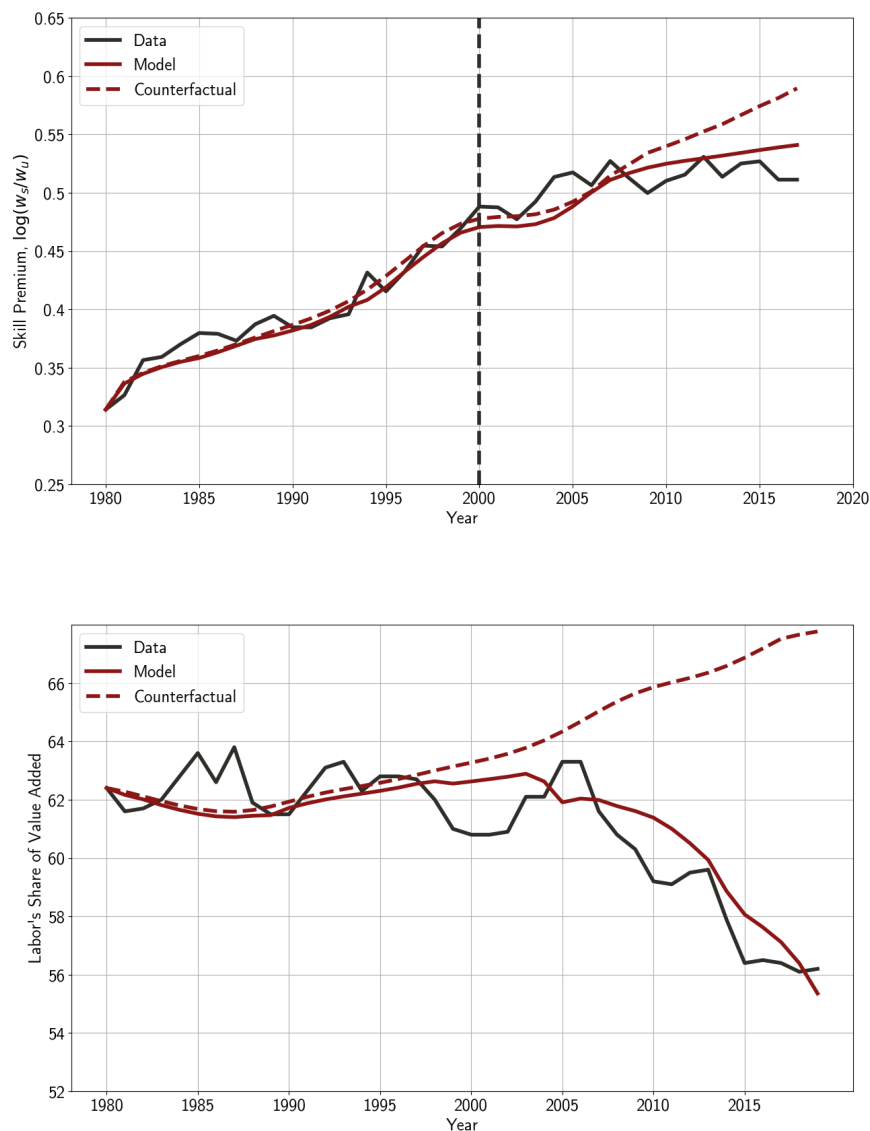 0.65
0.6
0.55
0.5
0.45
0.4
0.35
0.3
0.25
Skill Premium, log(w_s/w_u)
Data
Model
Counterfactual
1980 1985 1990 1995 2000 2005 2010 2015 2020
Year
66
64
62
60
58
56
54
52
Labor's Share of Value Added
Data
Model
Counterfactual
1980 1985 1990 1995 2000 2005 2010 2015
Year